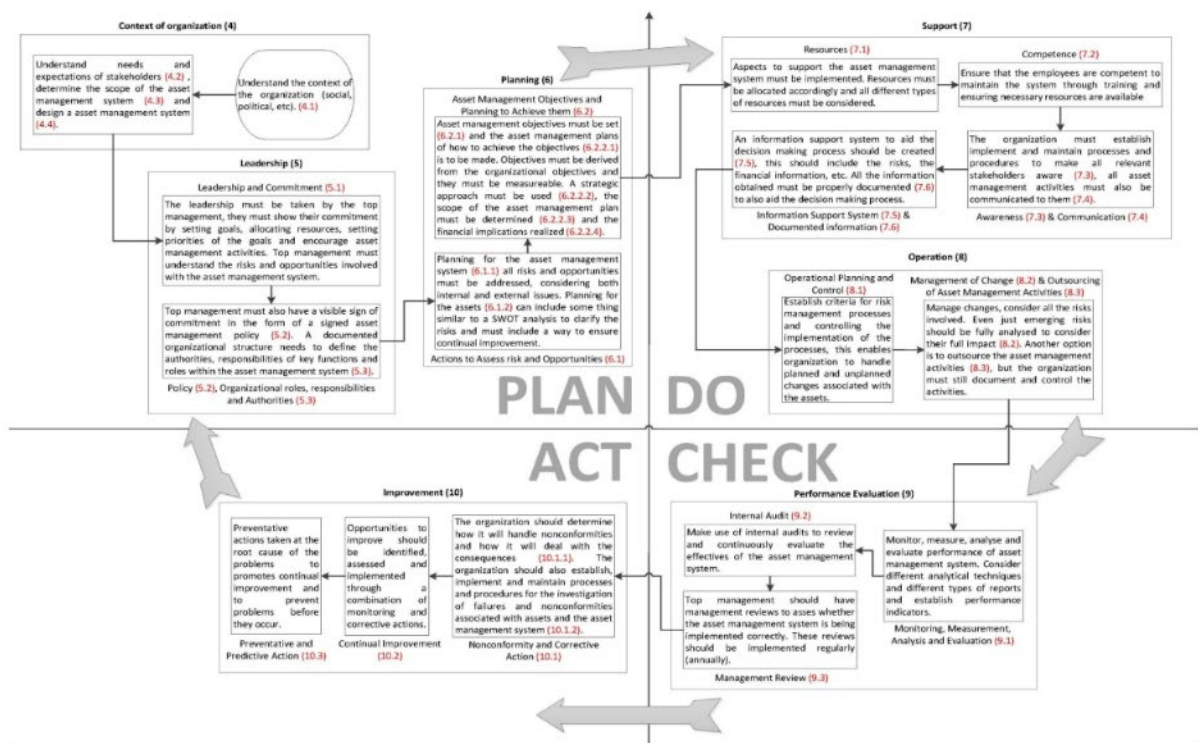 Context of organization (4)
Understand needs and
expectations of stakeholders (4.2) ,
determine the scope of the asset
management system (4.3) and
design a asset management system
(4.4).
Understand the context of
the organization (social,
political, etc). (4.1)
Leadership (5)
Leadership and Commitment (5.1)
The leadership must be taken by the top
management, they must show their commitment
by setting goals, allocating resources, setting
priorities of the goals and encourage asset
management activities. Top management must
understand the risks and opportunities involved
with the asset management system.
Top management must also have a visible sign of
commitment in the form of a signed asset
management policy (5.2). A documented
organizational structure needs to define the
authorities, responsibilities of key functions and
roles within the asset management system (5.3).
Policy (5.2), Organizational roles, responsibilities
and Authorities (5.3)
Planning (6)
Asset Management Objectives and
Planning to Achieve them (6.2)
Asset management objectives must be set
(6.2.1) and the asset management plans
of how to achieve the objectives (6.2.2.1)
is to be made. Objectives must be derived
from the organizational objectives and
they must be measureable. A strategic
approach must be used (6.2.2.2), the
scope of the asset management plan
must be determined (6.2.2.3) and the
financial implications realized (6.2.2.4).
Planning for the asset management
system (6.1.1) all risks and opportunities
must be addressed, considering both
internal and external issues. Planning for
the assets (6.1.2) can include some thing
similar to a SWOT analysis to clarify the
risks and must include a way to ensure
continual improvement.
Actions to Assess risk and Opportunities (6.1)
PLAN
Support (7)
Resources (7.1)
Aspects to support the asset management
system must be implemented. Resources must
be allocated accordingly and all different types
of resources must be considered.
Competence (7.2)
Ensure that the employees are competent to
maintain the system through training and
ensuring necessary resources are available
An information support system to aid the
decision making process should be created
(7.5), this should include the risks, the
financial information, etc. All the information
obtained must be properly documented (7.6)
to also aid the decision making process.
Information Support System (7.5) &
Documented information (7.6)
The organization must establish
implement and maintain processes and
procedures to make all relevant
stakeholders aware (7.3), all asset
management activities must also be
communicated to them (7.4).
Awareness (7.3) & Communication (7.4)
Operation (8)
Operational Planning and
Control (8.1)
Establish criteria for risk
management processes
and controlling the
implementation of the
processes, this enables
organization to handle
planned and unplanned
changes associated with
the assets.
Management of Change (8.2) & Outsourcing
of Asset Management Activities (8.3)
Manage changes, consider all the risks
involved. Even just emerging risks
should be fully analysed to consider
their full impact (8.2). Another option
is to outsource the asset management
activities (8.3), but the organization
must still document and control the
activities.
DO
ACT
CHECK
Improvement (10)
Preventative
actions taken at the
root cause of the
problems to
promotes continual
improvement and to
prevent problems
before they occur.
Preventative and
Predictive Action (10.3)
Opportunities to
improve should
be identified,
assessed and
implemented
through a
combination of
monitoring and
corrective actions.
Continual Improvement
(10.2)
The organization should determine
how it will handle nonconformities
and how it will deal with the
consequences (10.1.1). The
organization should also establish,
implement and maintain processes
and procedures for the investigation
of failures and nonconformities
associated with assets and the asset
management system (10.1.2).
Nonconformity and Corrective
Action (10.1)
Performance Evaluation (9)
Internal Audit (9.2)
Make use of internal audits to review
and continuously evaluate the
effectives of the asset management
system.
Top management should have
management reviews to asses whether
the asset management system is being
implemented correctly. These reviews
should be implemented regularly
(annually).
Management Review (9.3)
Monitor, measure, analyse and
evaluate performance of asset
management system. Consider
different analytical techniques
and different types of reports
and establish performance
indicators.
Monitoring, Measurement,
Analysis and Evaluation (9.1)